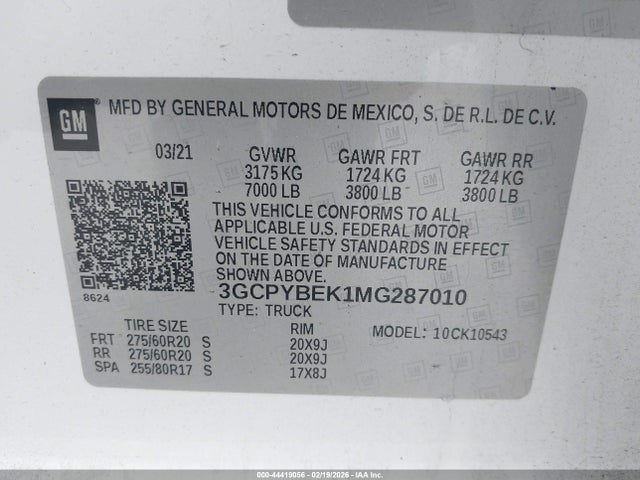 GM
MFD BY GENERAL MOTORS DE MEXICO, S. DE R.L. DE C.V.
03/21 GVWR GAWR FRT GAWR RR
3175 KG 1724 KG 1724 KG
7000 LB 3800 LB 3800 LB
THIS VEHICLE CONFORMS TO ALL
APPLICABLE U.S. FEDERAL MOTOR
VEHICLE SAFETY STANDARDS IN EFFECT
ON THE DATE OF MANUFACTURE
SHOWN ABOVE.
8624
3GCPYBEK1MG287010
TYPE: TRUCK
TIRE SIZE RIM MODEL: 10CK10543
FRT 275/60R20 S 20X9J
RR 275/60R20 S 20X9J
SPA 255/80R17 S 17X8J
000-44419056 - 02/19/2026 - IAA Holdings, LLC.